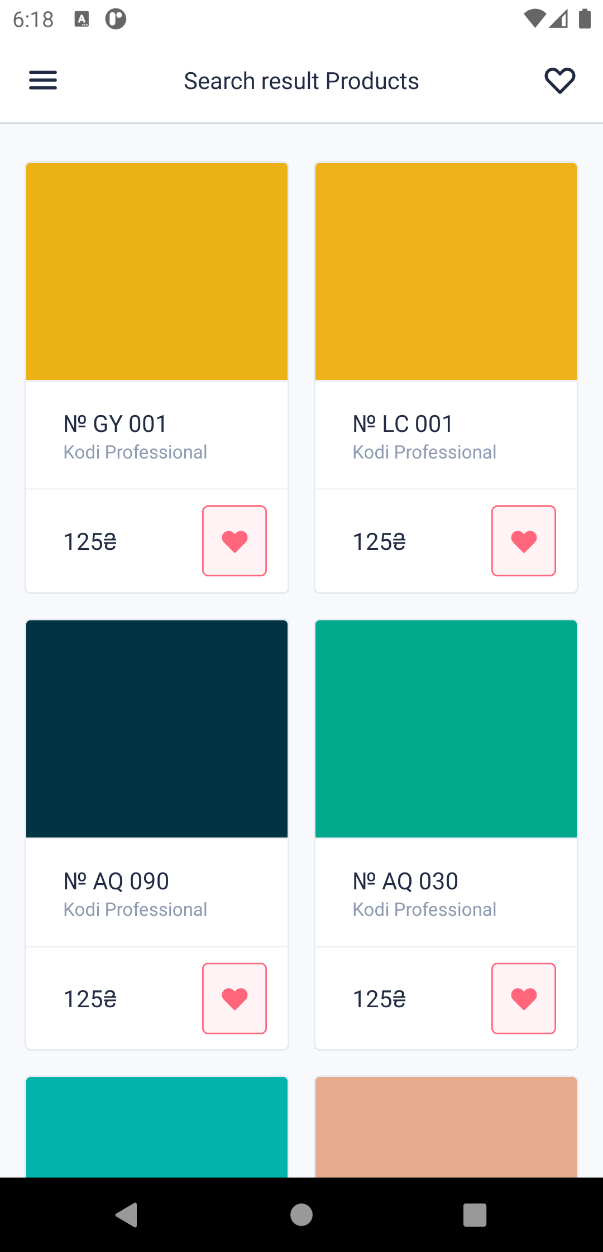 6:18
Search result Products
№ GY 001
Kodi Professional
125₴
№ LC 001
Kodi Professional
125₴
№ AQ 090
Kodi Professional
125₴
№ AQ 030
Kodi Professional
125₴